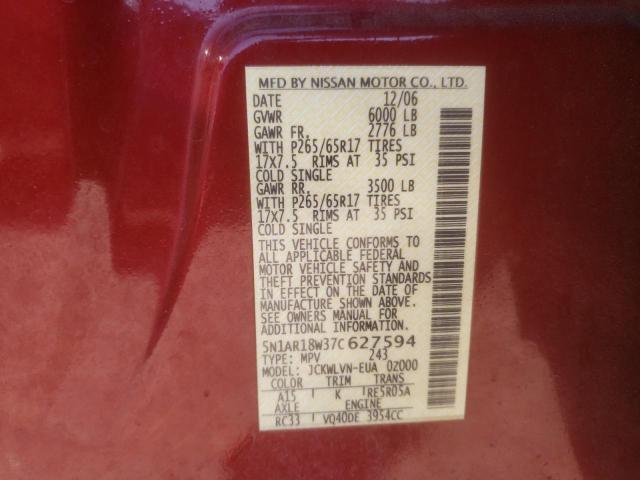 MFD BY NISSAN MOTOR CO., LTD.
DATE 12/06
GVWR 6000 LB
GAWR FR. 2776 LB
WITH P265/65R17 TIRES
17X7.5 RIMS AT 35 PSI
COLD SINGLE
GAWR RR. 3500 LB
WITH P265/65R17 TIRES
17X7.5 RIMS AT 35 PSI
COLD SINGLE
THIS VEHICLE CONFORMS TO
ALL APPLICABLE FEDERAL
MOTOR VEHICLE SAFETY AND
THEFT PREVENTION STANDARDS
IN EFFECT ON THE DATE OF
MANUFACTURE SHOWN ABOVE.
SEE OWNERS MANUAL FOR
ADDITIONAL INFORMATION
5N1AR18W37C627594
TYPE: MPV 243
MODEL: JCKWLVN-EUA 0Z000
COLOR TRIM TRANS
A15 K RE5R05A
AXLE ENGINE
RC33 VQ40DE 3954CC